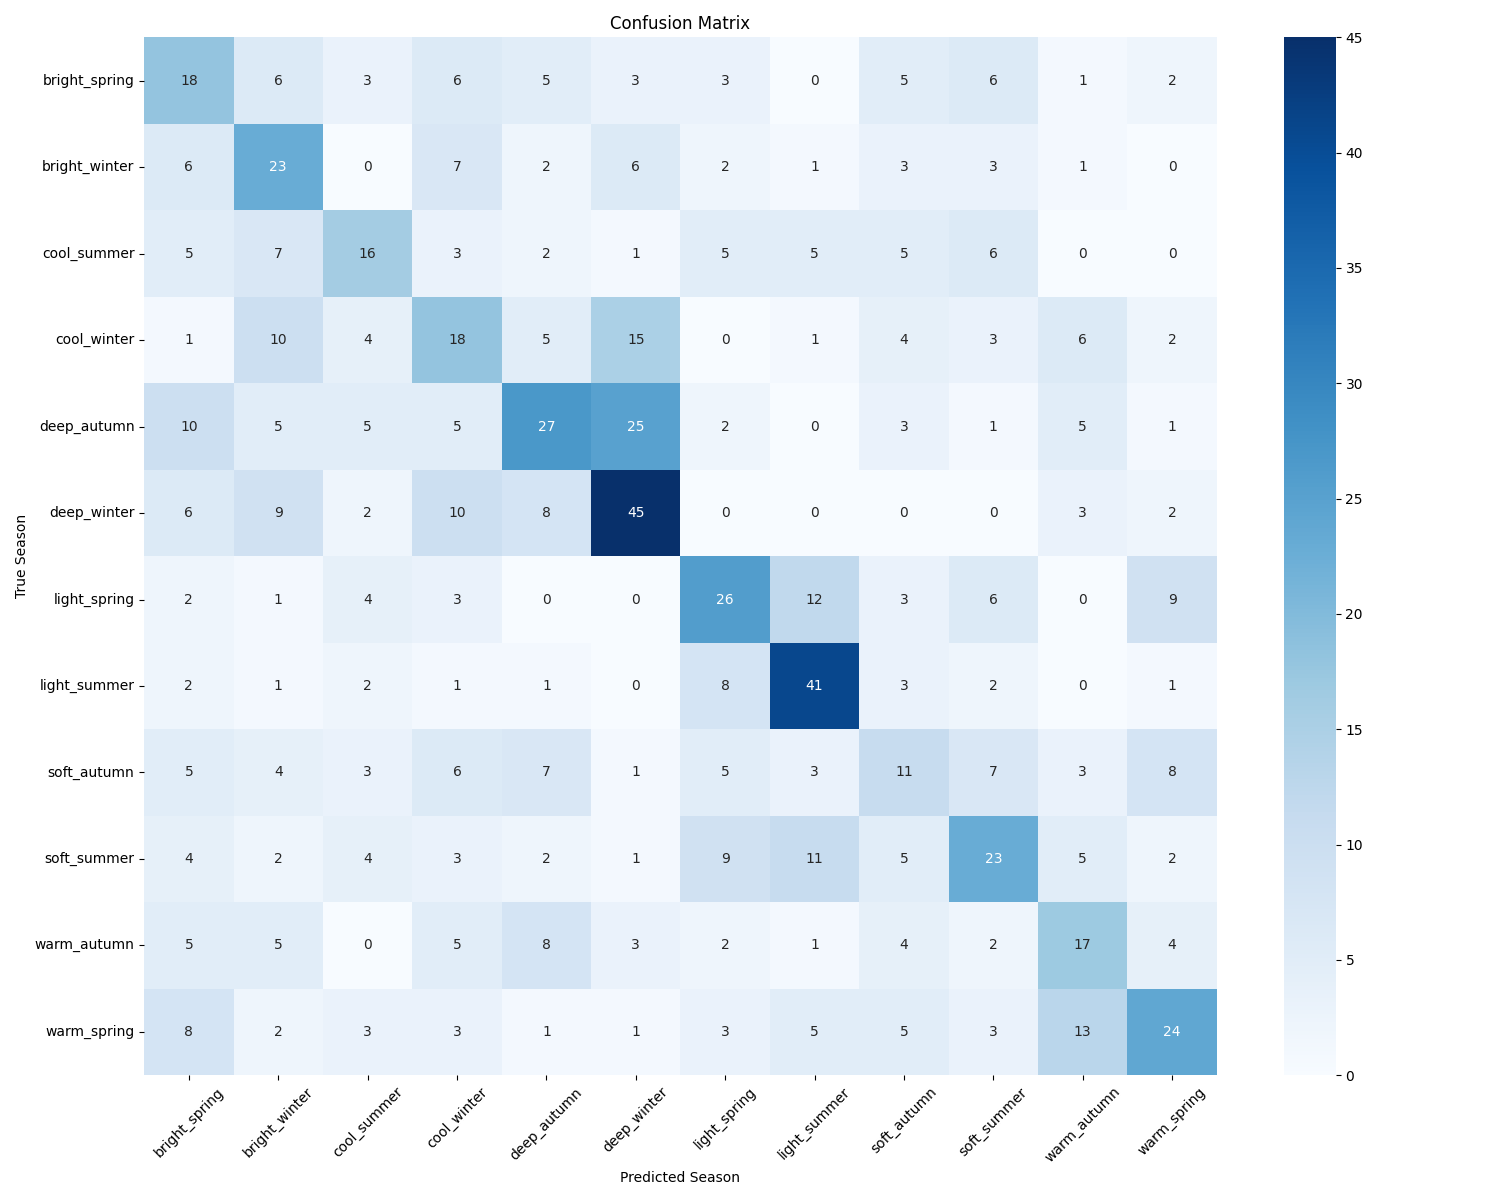 Confusion Matrix
True Season
bright_spring 18 6 3 6 5 3 3 0 5 6 1 2
bright_winter 6 23 0 7 2 6 2 1 3 3 1 0
cool_summer 5 7 16 3 2 1 5 5 5 6 0 0
cool_winter 1 10 4 18 5 15 0 1 4 3 6 2
deep_autumn 10 5 5 5 27 25 2 0 3 1 5 1
deep_winter 6 9 2 10 8 45 0 0 0 0 3 2
light_spring 2 1 4 3 0 0 26 12 3 6 0 9
light_summer 2 1 2 1 1 0 8 41 3 2 0 1
soft_autumn 5 4 3 6 7 1 5 3 11 7 3 8
soft_summer 4 2 4 3 2 1 9 11 5 23 5 2
warm_autumn 5 5 0 5 8 3 2 1 4 2 17 4
warm_spring 8 2 3 3 1 1 3 5 5 3 13 24
bright_spring bright_winter cool_summer cool_winter deep_autumn deep_winter light_spring light_summer soft_autumn soft_summer warm_autumn warm_spring
Predicted Season
45
40
35
30
25
20
15
10
5
0